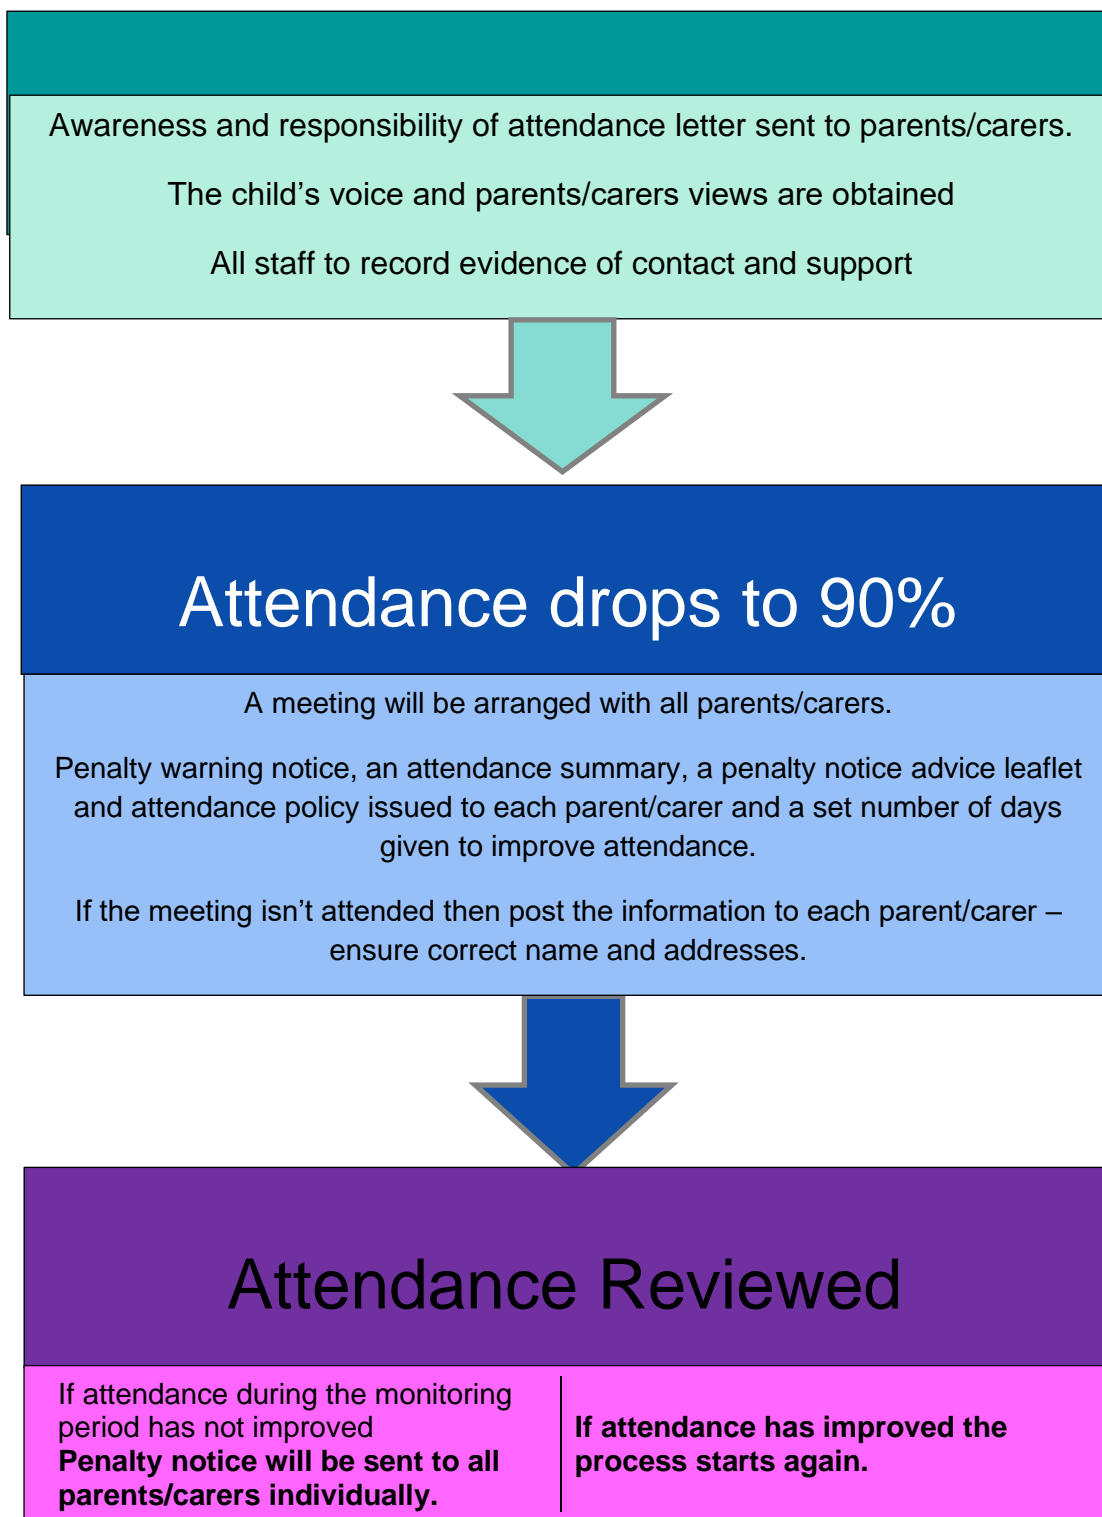 Awareness and responsibility of attendance letter sent to parents/carers.
The child’s voice and parents/carers views are obtained
All staff to record evidence of contact and support
Attendance drops to 90%
A meeting will be arranged with all parents/carers.
Penalty warning notice, an attendance summary, a penalty notice advice leaflet
and attendance policy issued to each parent/carer and a set number of days
given to improve attendance.
If the meeting isn’t attended then post the information to each parent/carer –
ensure correct name and addresses.
Attendance Reviewed
If attendance during the monitoring
period has not improved
Penalty notice will be sent to all
parents/carers individually.
If attendance has improved the
process starts again.